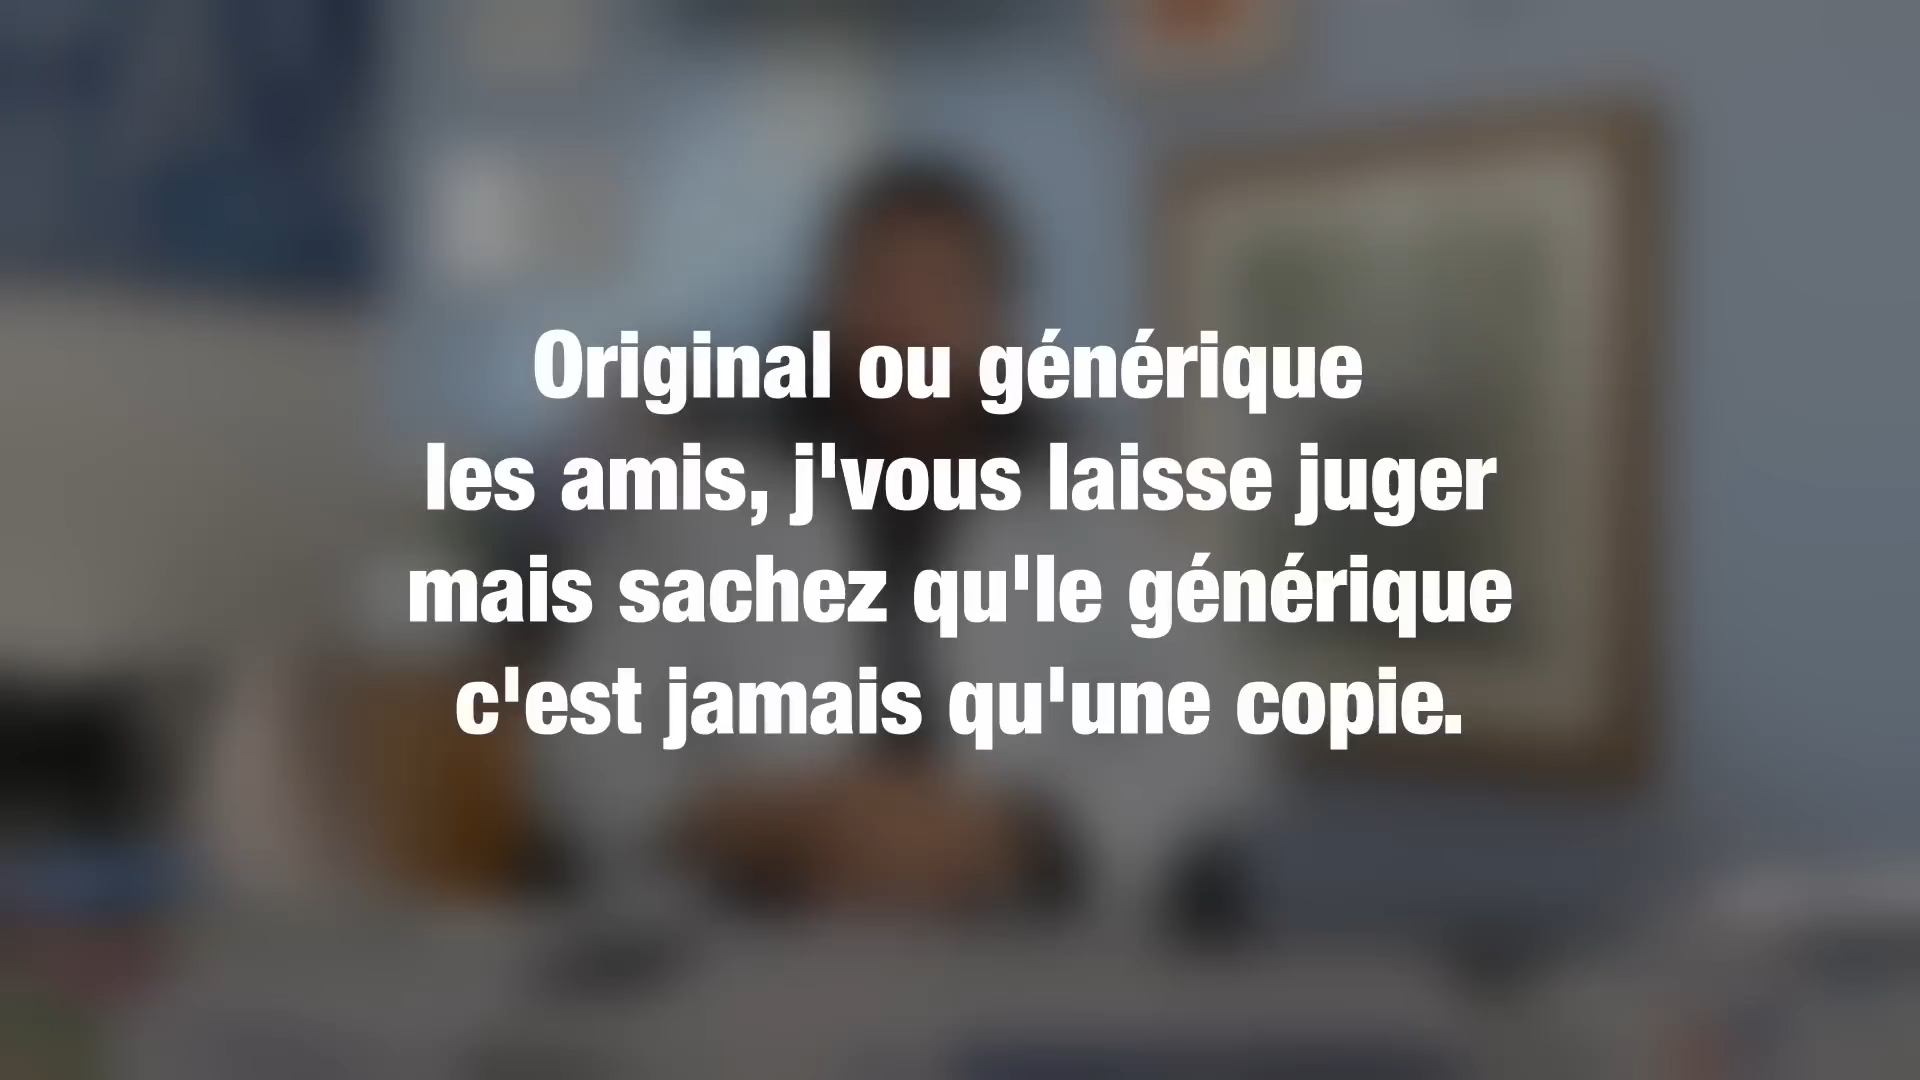 Original ou générique
les amis, j'vous laisse juger
mais sachez qu'le générique
c'est jamais qu'une copie.